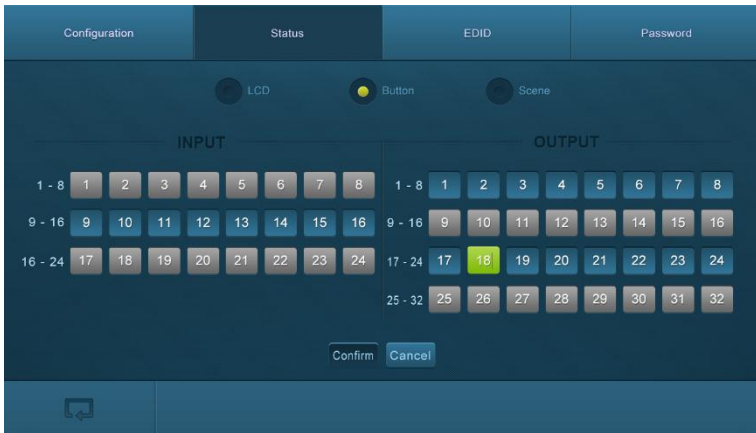 Configuration Status EDID Password
LCD Button Scene
INPUT OUTPUT
1 - 8 1 2 3 4 5 6 7 8 1 - 8 1 2 3 4 5 6 7 8
9 - 16 9 10 11 12 13 14 15 16 9 - 16 9 10 11 12 13 14 15 16
16 - 24 17 18 19 20 21 22 23 24 17 - 24 17 18 19 20 21 22 23 24
25 - 32 25 26 27 28 29 30 31 32
Confirm Cancel